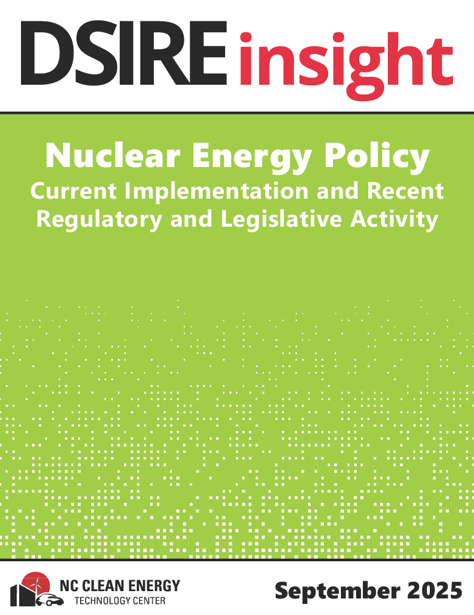 DSIRE insight
Nuclear Energy Policy
Current Implementation and Recent
Regulatory and Legislative Activity
NC CLEAN ENERGY
TECHNOLOGY CENTER
September 2025